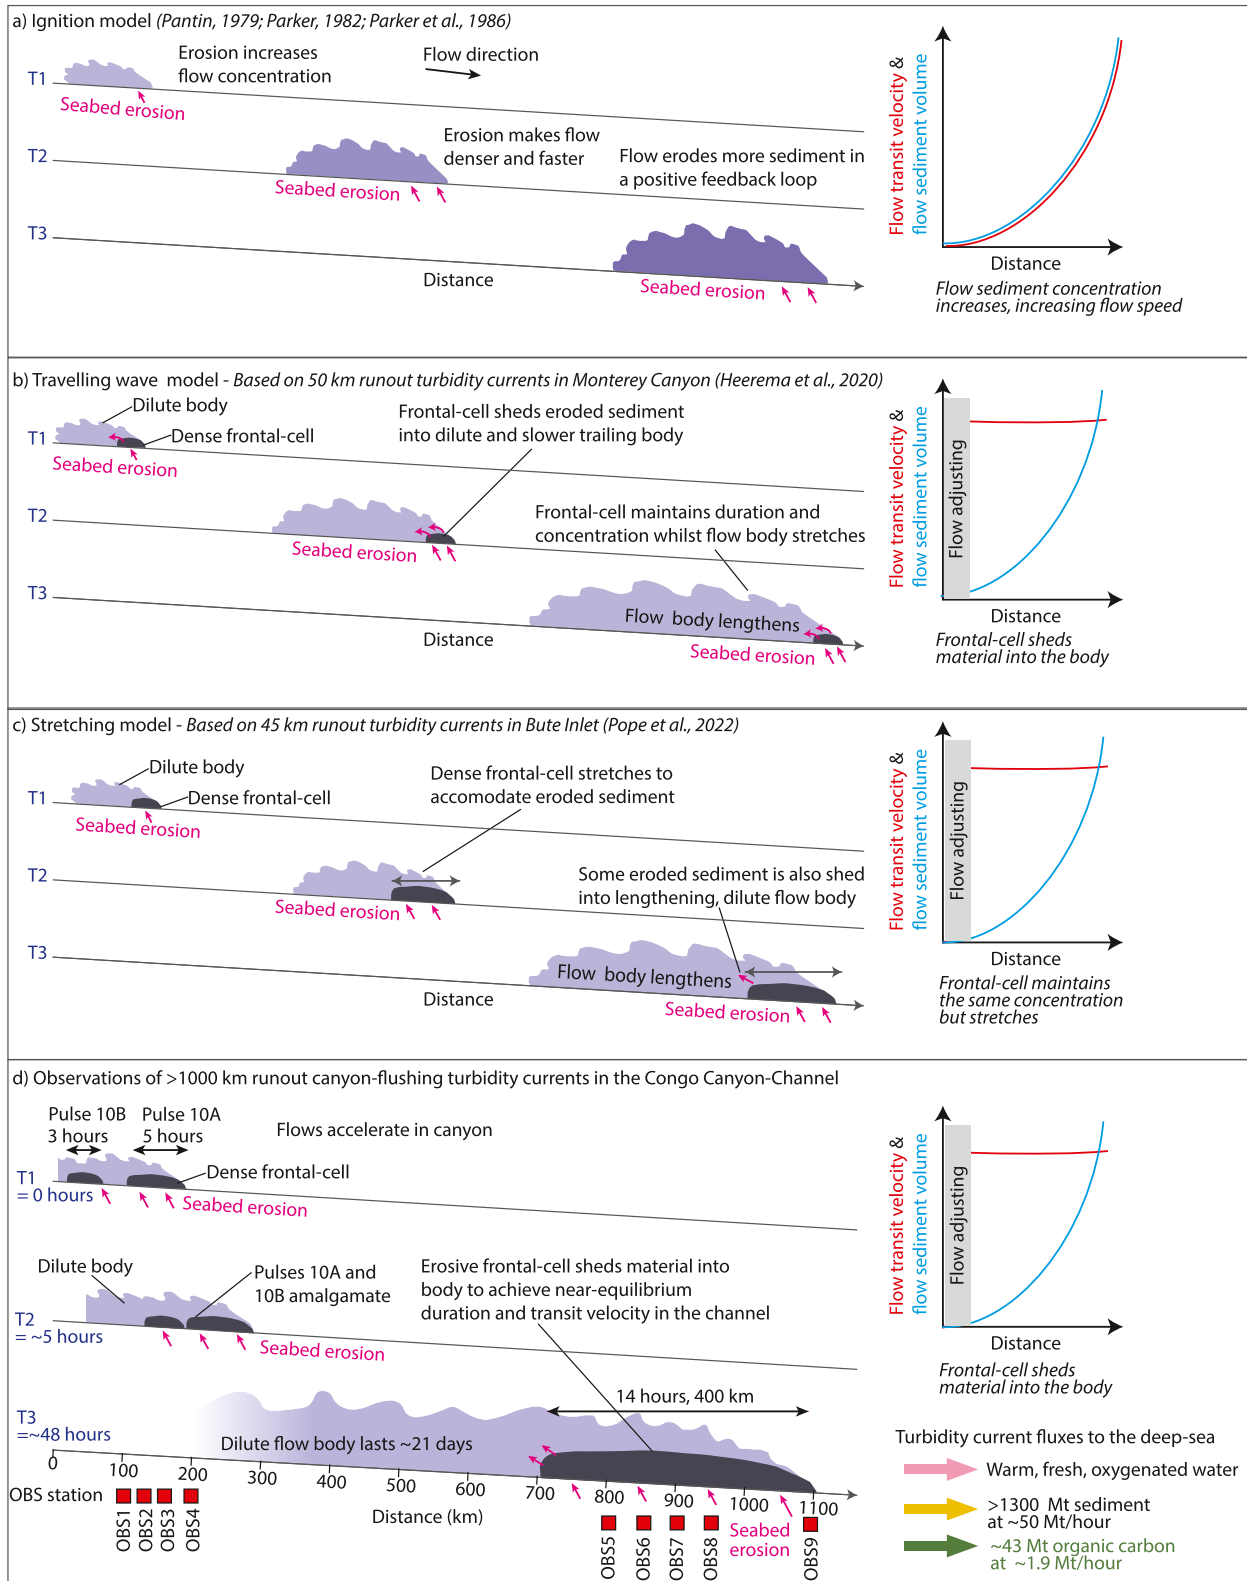 a) Ignition model (Pantin, 1979; Parker, 1982; Parker et al., 1986)
T1
Erosion increases
flow concentration
Flow direction
Seabed erosion
T2
Erosion makes flow
denser and faster
Flow erodes more sediment in
a positive feedback loop
Seabed erosion
T3
Distance
Seabed erosion
Flow transit velocity &
flow sediment volume
Distance
Flow sediment concentration
increases, increasing flow speed
b) Travelling wave model - Based on 50 km runout turbidity currents in Monterey Canyon (Heerema et al., 2020)
Dilute body
T1
Dense frontal-cell
Seabed erosion
Frontal-cell sheds eroded sediment
into dilute and slower trailing body
T2
Seabed erosion
Frontal-cell maintains duration and
concentration whilst flow body stretches
T3
Flow body lengthens
Distance
Seabed erosion
Flow transit velocity &
flow sediment volume
Flow adjusting
Distance
Frontal-cell sheds
material into the body
c) Stretching model - Based on 45 km runout turbidity currents in Bute Inlet (Pope et al., 2022)
Dilute body
T1
Dense frontal-cell
Seabed erosion
Dense frontal-cell stretches to
accomodate eroded sediment
T2
Seabed erosion
Some eroded sediment is also shed
into lengthening, dilute flow body
T3
Flow body lengthens
Distance
Seabed erosion
Flow transit velocity &
flow sediment volume
Flow adjusting
Distance
Frontal-cell maintains
the same concentration
but stretches
d) Observations of >1000 km runout canyon-flushing turbidity currents in the Congo Canyon-Channel
Pulse 10B
3 hours
Pulse 10A
5 hours
Flows accelerate in canyon
T1
= 0 hours
Dense frontal-cell
Seabed erosion
Dilute body
Pulses 10A and
10B amalgamate
Erosive frontal-cell sheds material into
body to achieve near-equilibrium
duration and transit velocity in the channel
T2
= ~5 hours
Seabed erosion
T3
=~48 hours
14 hours, 400 km
Dilute flow body lasts ~21 days
0
100
200
300
400
500
600
700
800
900
1000
1100
OBS station
Distance (km)
Seabed
erosion
OBS1
OBS2
OBS3
OBS4
OBS5
OBS6
OBS7
OBS8
OBS9
Flow transit velocity &
flow sediment volume
Flow adjusting
Distance
Frontal-cell sheds
material into the body
Turbidity current fluxes to the deep-sea
Warm, fresh, oxygenated water
>1300 Mt sediment
at ~50 Mt/hour
~43 Mt organic carbon
at ~1.9 Mt/hour